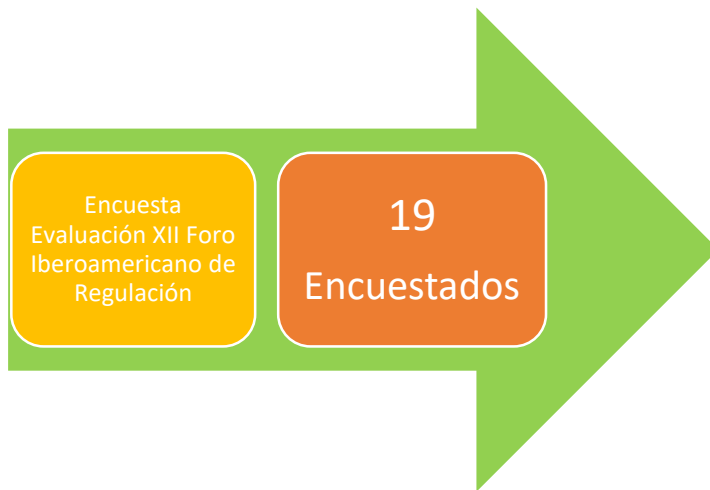 Encuesta
Evaluación XII Foro
Iberoamericano de
Regulación
19
Encuestados